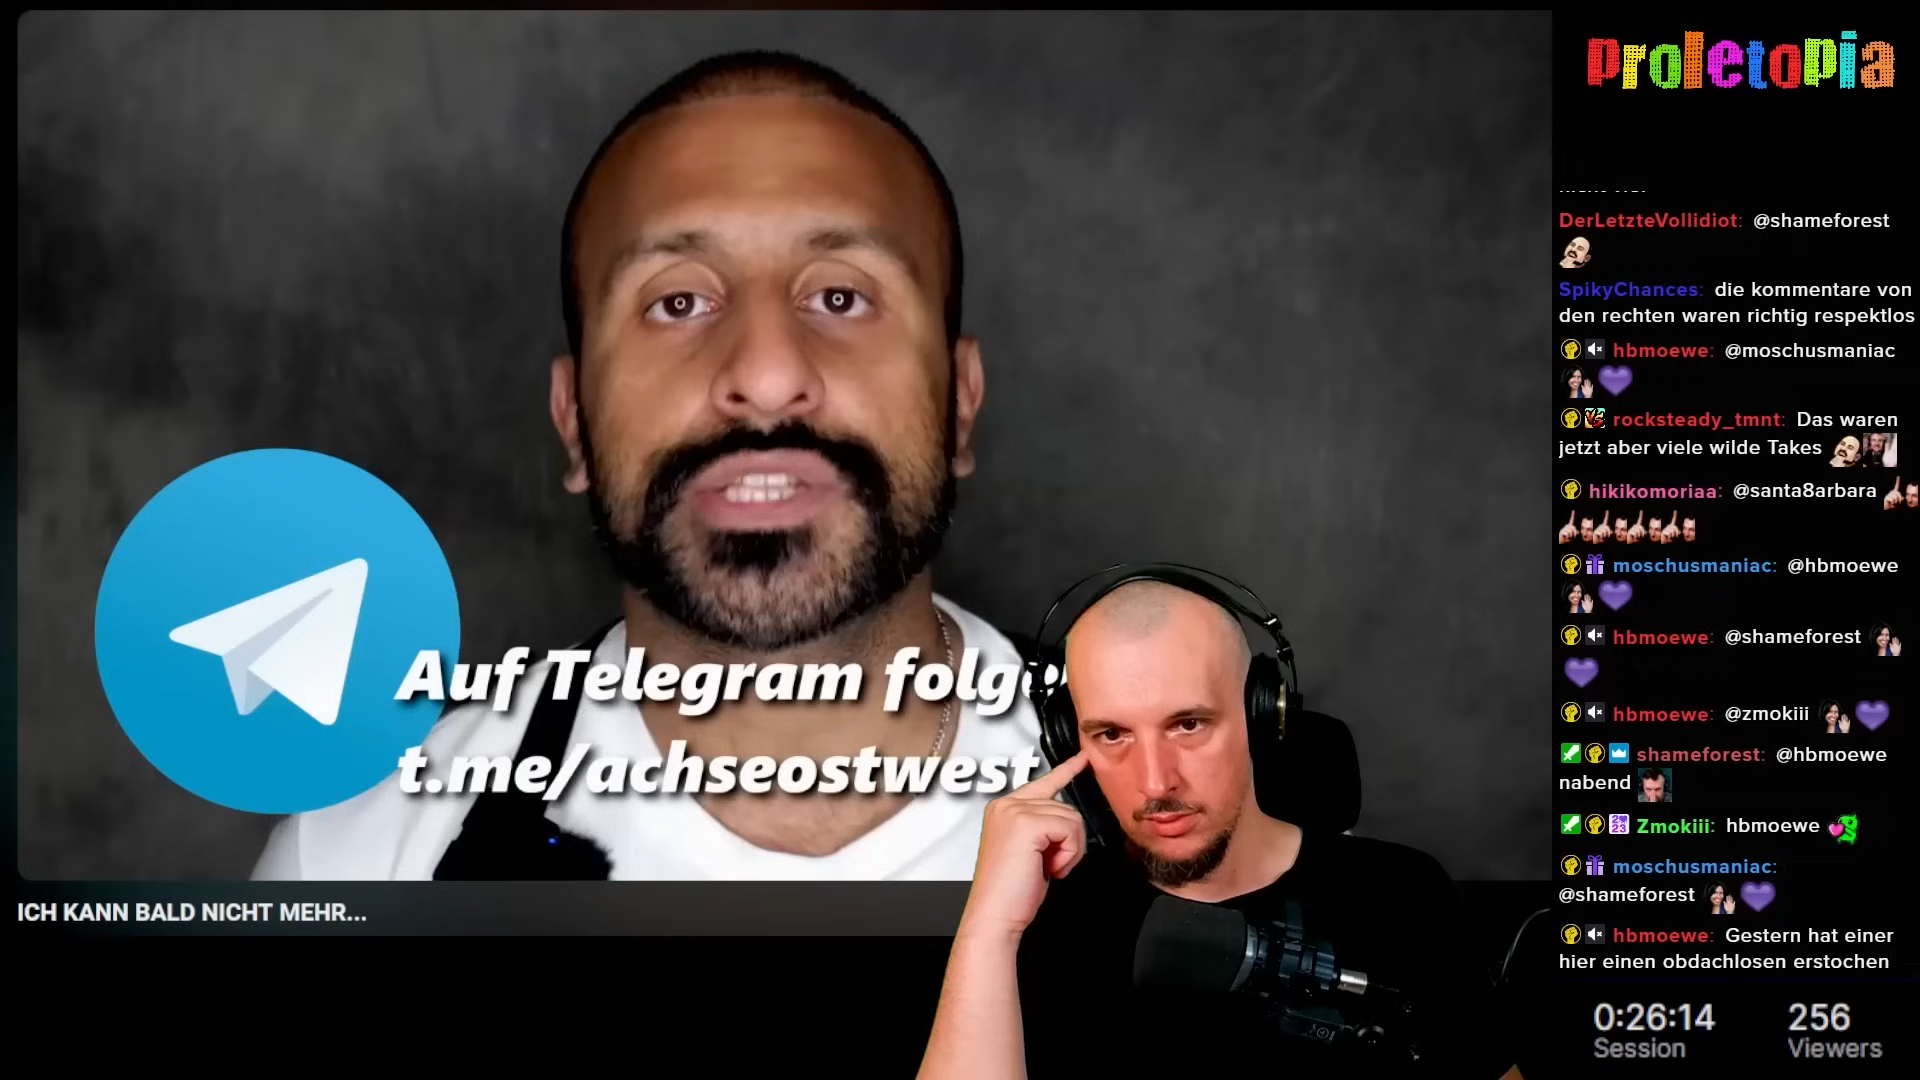 Proletopia
Auf Telegram folge
t.me/achseostwest
ICH KANN BALD NICHT MEHR...
DerLetzteVollidiot: @shameforest
SpikyChances: die kommentare von
den rechten waren richtig respektlos
hbmoewe: @moschusmaniac
rocksteady_tmnt: Das waren
jetzt aber viele wilde Takes
hikikomoriaa: @santa8arbara
moschusmaniac: @hbmoewe
hbmoewe: @shameforest
hbmoewe: @zmokiii
shameforest: @hbmoewe
nabend
Zmokiii: hbmoewe
moschusmaniac:
@shameforest
hbmoewe: Gestern hat einer
hier einen obdachlosen erstochen
0:26:14
Session
256
Viewers